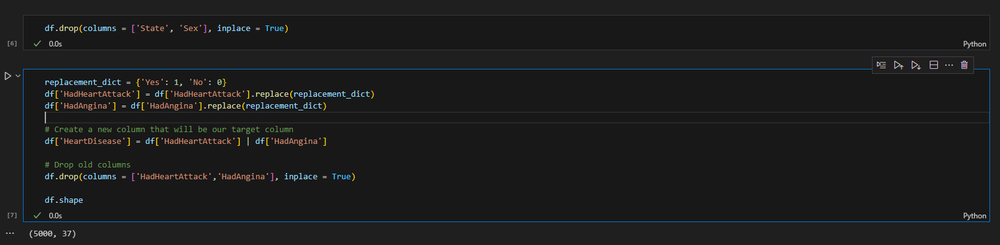 df.drop(columns = ['State', 'Sex'], inplace = True)
[6]
0.0s
Python
replacement_dict = {'Yes': 1, 'No': 0}
df['HadHeartAttack'] = df['HadHeartAttack'].replace(replacement_dict)
df['HadAngina'] = df['HadAngina'].replace(replacement_dict)
# Create a new column that will be our target column
df['HeartDisease'] = df['HadHeartAttack'] | df['HadAngina']
# Drop old columns
df.drop(columns = ['HadHeartAttack','HadAngina'], inplace = True)
df.shape
[7]
0.0s
Python
(5000, 37)